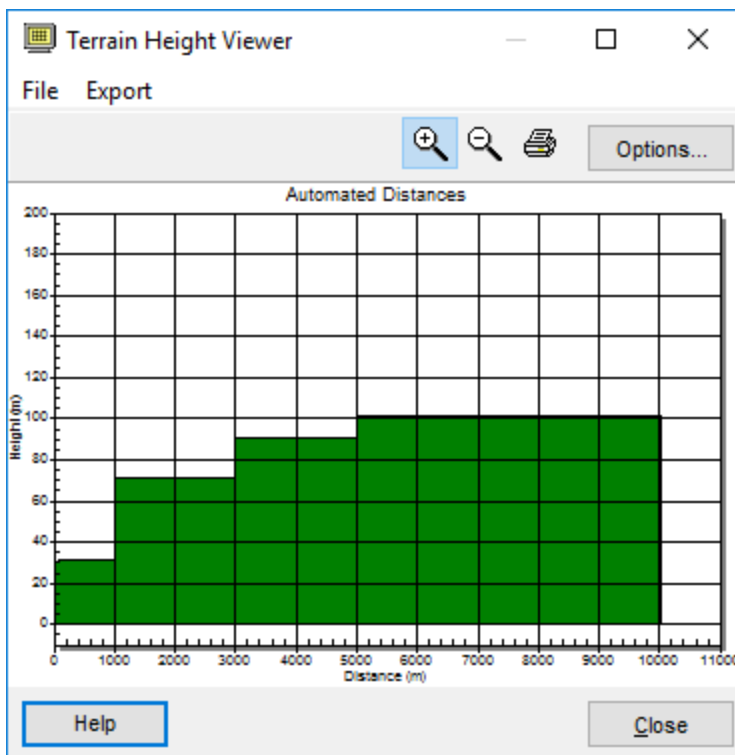 Terrain Height Viewer
File Export
Options...
Automated Distances
200
180
160
140
120
100
80
60
40
20
0
Height (m)
0 1000 2000 3000 4000 5000 6000 7000 8000 9000 10000 11000
Distance (m)
Help Close